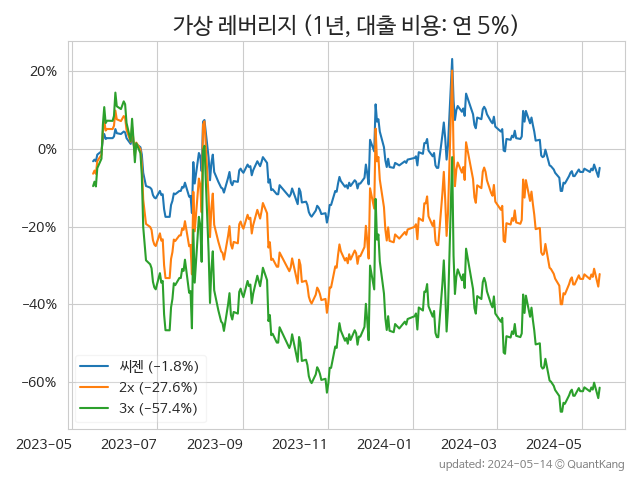 가상 레버리지 (1년, 대출 비용: 연 5%)
20%
0%
−20%
−40%
−60%
씨젠 (−1.8%)
2x (−27.6%)
3x (−57.4%)
2023-05 2023-07 2023-09 2023-11 2024-01 2024-03 2024-05
updated: 2024-05-14 © QuantKang